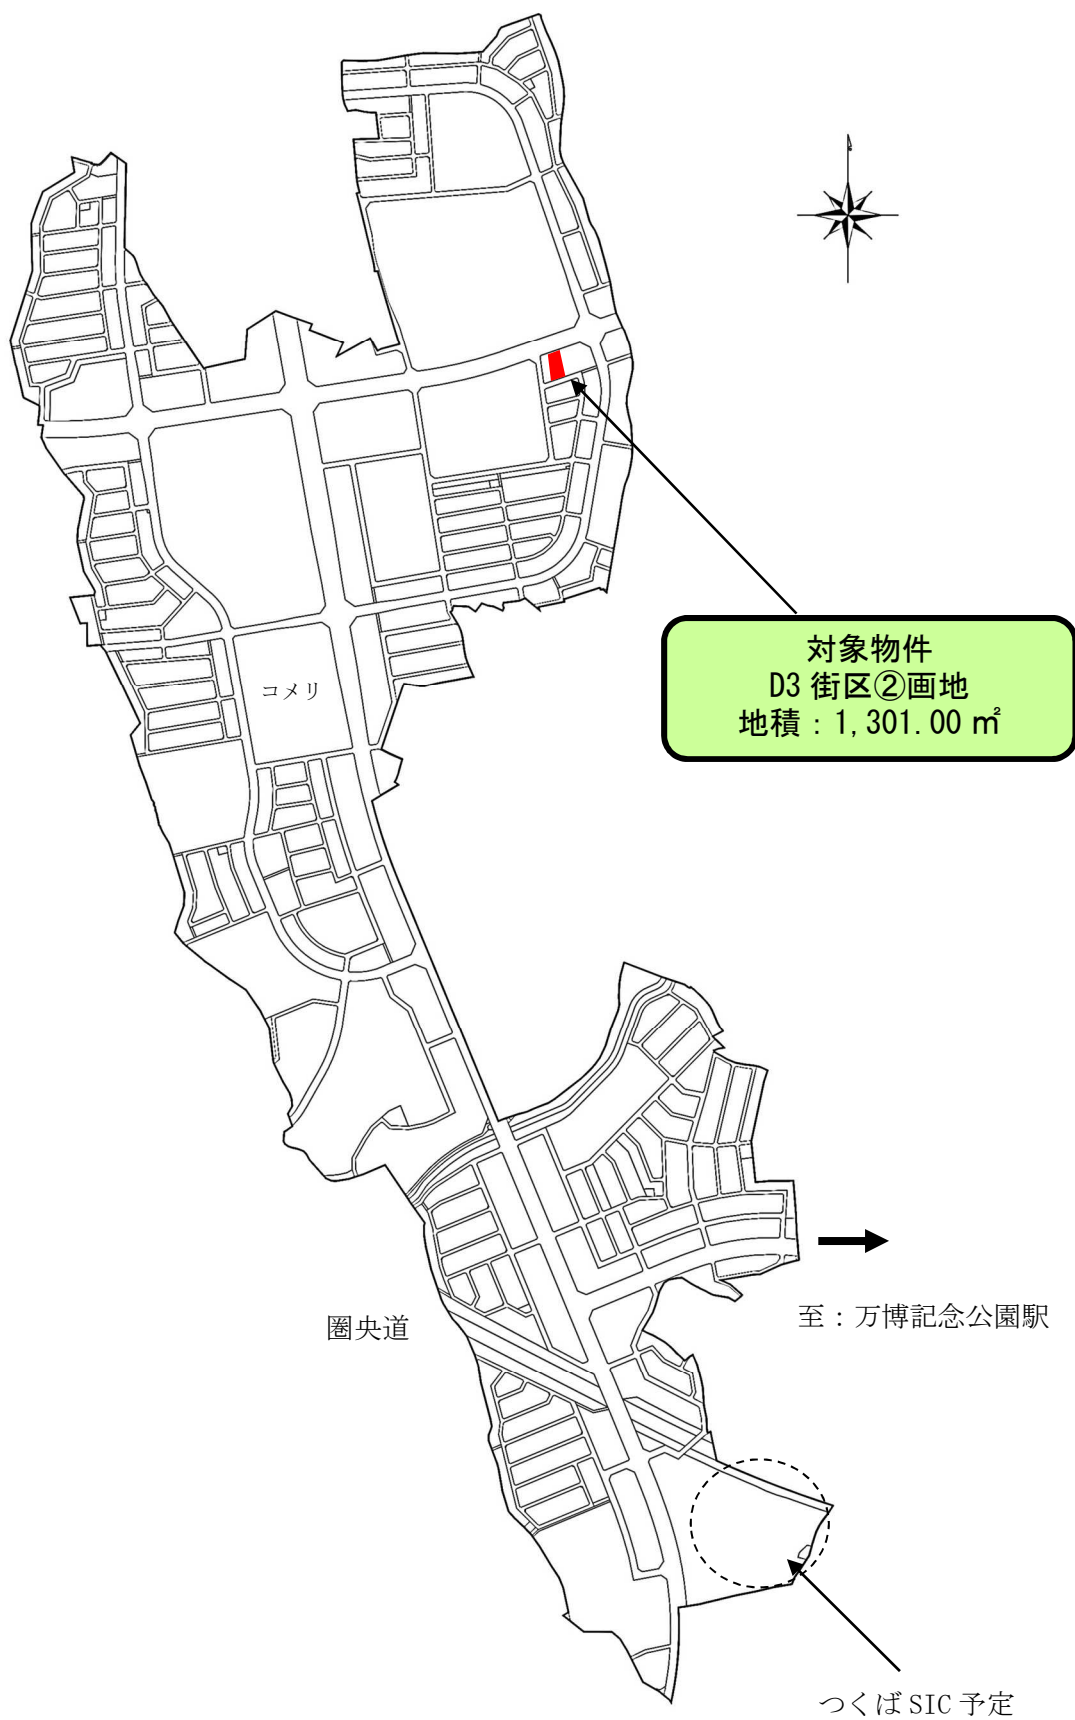 対象物件
D3 街区②画地
地積：1,301.00 ㎡
コメリ
圏央道
至：万博記念公園駅
つくば SIC 予定